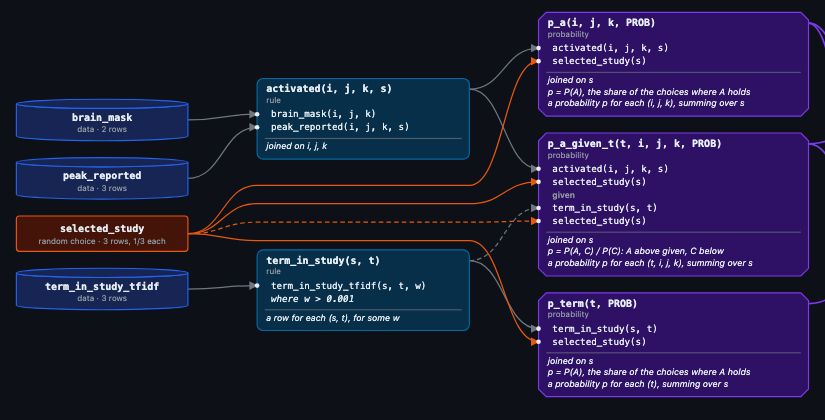 brain_mask
data · 2 rows
peak_reported
data · 3 rows
selected_study
random choice · 3 rows, 1/3 each
term_in_study_tfidf
data · 3 rows
activated(i, j, k, s)
rule
brain_mask(i, j, k)
peak_reported(i, j, k, s)
joined on i, j, k
term_in_study(s, t)
rule
term_in_study_tfidf(s, t, w)
where w > 0.001
a row for each (s, t), for some w
p_a(i, j, k, PROB)
probability
activated(i, j, k, s)
selected_study(s)
joined on s
p = P(A), the share of the choices where A holds
a probability p for each (i, j, k), summing over s
p_a_given_t(t, i, j, k, PROB)
probability
activated(i, j, k, s)
selected_study(s)
given
term_in_study(s, t)
selected_study(s)
joined on s
p = P(A, C) / P(C): A above given, C below
a probability p for each (t, i, j, k), summing over s
p_term(t, PROB)
probability
term_in_study(s, t)
selected_study(s)
joined on s
p = P(A), the share of the choices where A holds
a probability p for each (t), summing over s